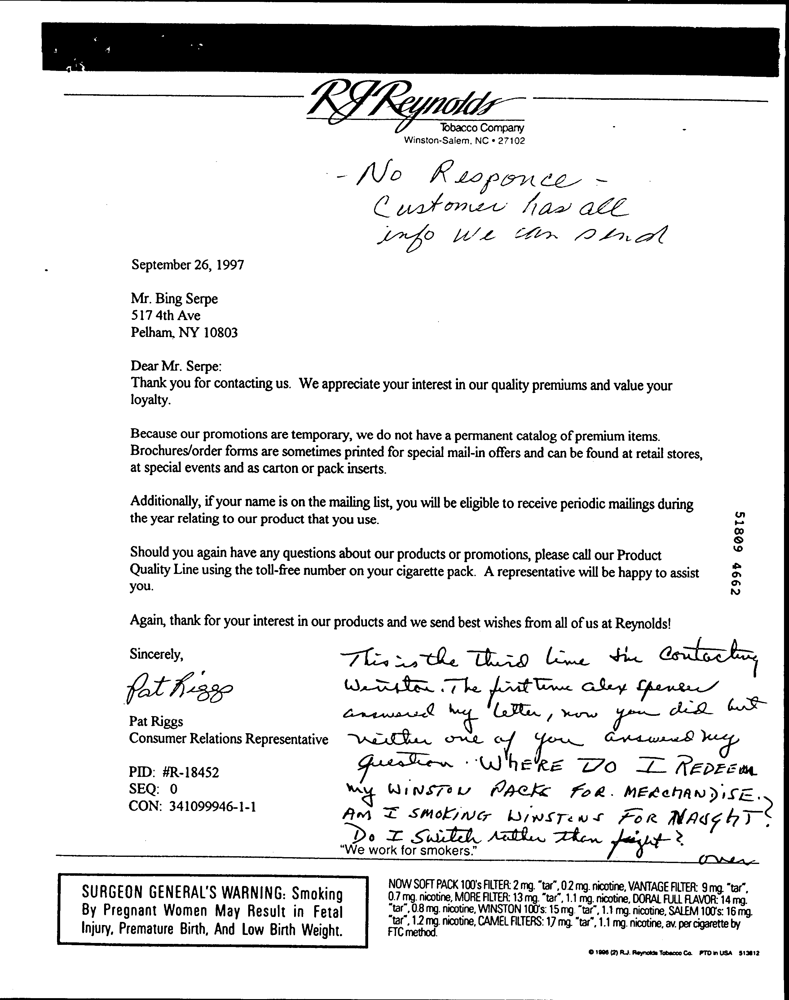 RJReynolds
Tobacco Company
Winston-Salem, NC • 27102
- No Responce -
Customer has all
info we can send
September 26, 1997
Mr. Bing Serpe
517 4th Ave
Pelham, NY 10803
Dear Mr. Serpe:
Thank you for contacting us. We appreciate your interest in our quality premiums and value your
loyalty.
Because our promotions are temporary, we do not have a permanent catalog of premium items.
Brochures/order forms are sometimes printed for special mail-in offers and can be found at retail stores,
at special events and as carton or pack inserts.
Additionally, if your name is on the mailing list, you will be eligible to receive periodic mailings during
the year relating to our product that you use.
Should you again have any questions about our products or promotions, please call our Product
Quality Line using the toll-free number on your cigarette pack. A representative will be happy to assist
you.
Again, thank for your interest in our products and we send best wishes from all of us at Reynolds!
51809 4662
Sincerely,
Pat Riggs
Pat Riggs
Consumer Relations Representative
PID: #R-18452
SEQ: 0
CON: 341099946-1-1
This is the third time I'm contacting
Winston. The first time alex Spencer
answered my letter, now you did but
neither one of you answered my
question. WHERE DO I REDEEM
my WINSTON PACKS FOR MERCHANDISE.
AM I SMOKING WINSTONS FOR NAUGHT?
Do I Switch rather than fight?
"We work for smokers."
over
SURGEON GENERAL'S WARNING: Smoking
By Pregnant Women May Result in Fetal
Injury, Premature Birth, And Low Birth Weight.
NOW SOFT PACK 100's FILTER: 2 mg. "tar", 0.2 mg. nicotine, VANTAGE FILTER: 9 mg. "tar",
0.7 mg. nicotine, MORE FILTER: 13 mg. "tar", 1.1 mg. nicotine, DORAL FULL FLAVOR: 14 mg.
"tar", 0.8 mg. nicotine, WINSTON 100's: 15 mg. "tar", 1.1 mg. nicotine, SALEM 100's: 16 mg.
"tar", 1.2 mg. nicotine, CAMEL FILTERS: 17 mg. "tar", 1.1 mg. nicotine, av. per cigarette by
FTC method.
© 1996 (2) R.J. Reynolds Tobacco Co. PTD in USA 513812